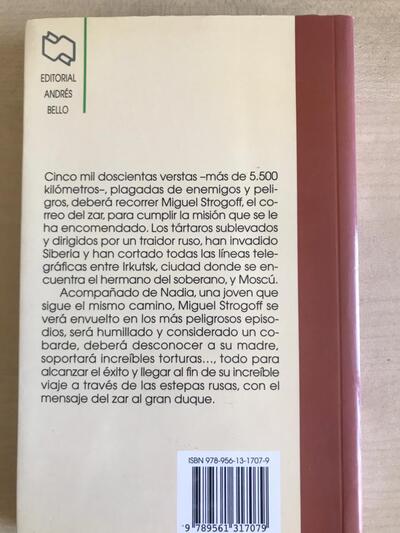 EDITORIAL
ANDRÉS
BELLO
Cinco mil doscientas verstas –más de 5.500
kilómetros–, plagadas de enemigos y peli-
gros, deberá recorrer Miguel Strogoff, el co-
rreo del zar, para cumplir la misión que se le
ha encomendado. Los tártaros sublevados
y dirigidos por un traidor ruso, han invadido
Siberia y han cortado todas las líneas tele-
gráficas entre Irkutsk, ciudad donde se en-
cuentra el hermano del soberano, y Moscú.
Acompañado de Nadia, una joven que
sigue el mismo camino, Miguel Strogoff se
verá envuelto en los más peligrosos episo-
dios, será humillado y considerado un co-
barde, deberá desconocer a su madre,
soportará increíbles torturas..., todo para
alcanzar el éxito y llegar al fin de su increíble
viaje a través de las estepas rusas, con el
mensaje del zar al gran duque.
ISBN 978-956-13-1707-9
9 789561 317079